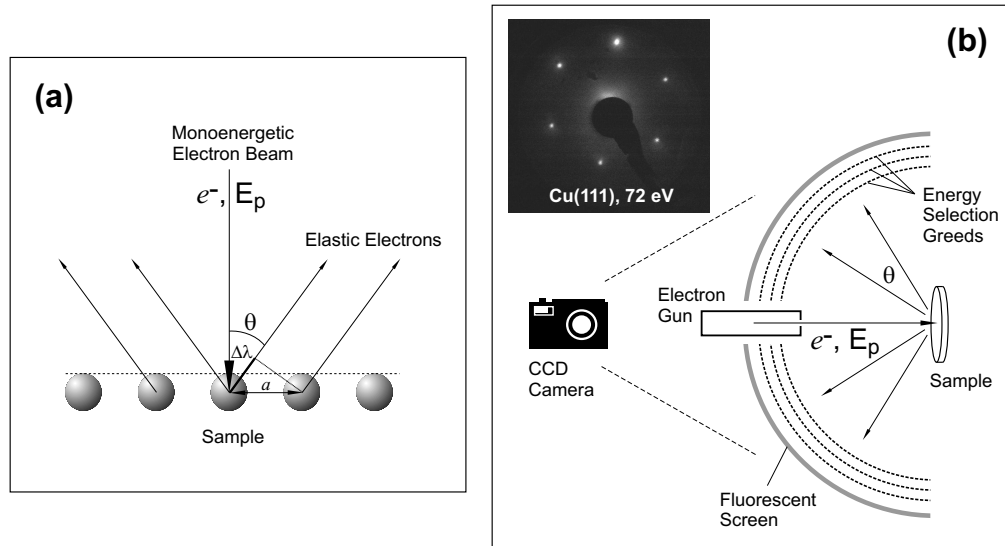 (a)
Monoenergetic
Electron Beam
e-, Ep
Elastic Electrons
θ
Δλ
a
Sample
(b)
Cu(111), 72 eV
Energy
Selection
Greeds
θ
Electron
Gun
e-, Ep
CCD
Camera
Sample
Fluorescent
Screen